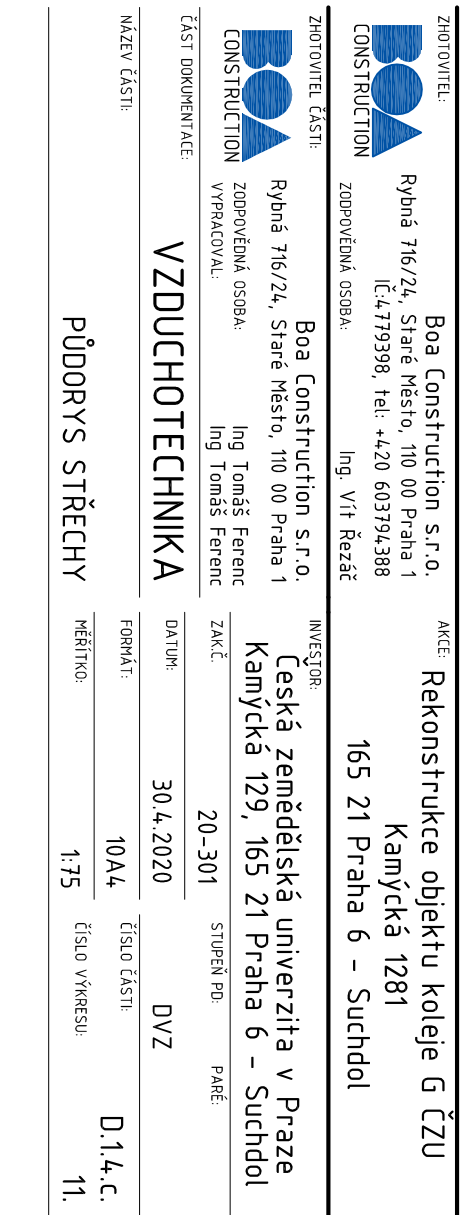 ZHOTOVITEL:
BOA
CONSTRUCTION
Boa Construction s.r.o.
Rybná 716/24, Staré Město, 110 00 Praha 1
IČ:4779398, tel: +420 603794388
ZODPOVĚDNÁ OSOBA: Ing. Vít Řezáč
AKCE: Rekonstrukce objektu koleje G ČZU
Kamýcká 1281
165 21 Praha 6 - Suchdol
ZHOTOVITEL ČÁSTI:
BOA
CONSTRUCTION
Boa Construction s.r.o.
Rybná 716/24, Staré Město, 110 00 Praha 1
ZODPOVĚDNÁ OSOBA: Ing Tomáš Ferenc
VYPRACOVAL: Ing Tomáš Ferenc
INVESTOR:
Česká zemědělská univerzita v Praze
Kamýcká 129, 165 21 Praha 6 - Suchdol
ČÁST DOKUMENTACE:
VZDUCHOTECHNIKA
ZAK.Č. 20-301
STUPEŇ PD: PARÉ:
DATUM: 30.4.2020
DVZ
NÁZEV ČÁSTI:
PŮDORYS STŘECHY
FORMÁT: 10A4
ČÍSLO ČÁSTI: D.1.4.c.
MĚŘÍTKO: 1:75
ČÍSLO VÝKRESU: 11.